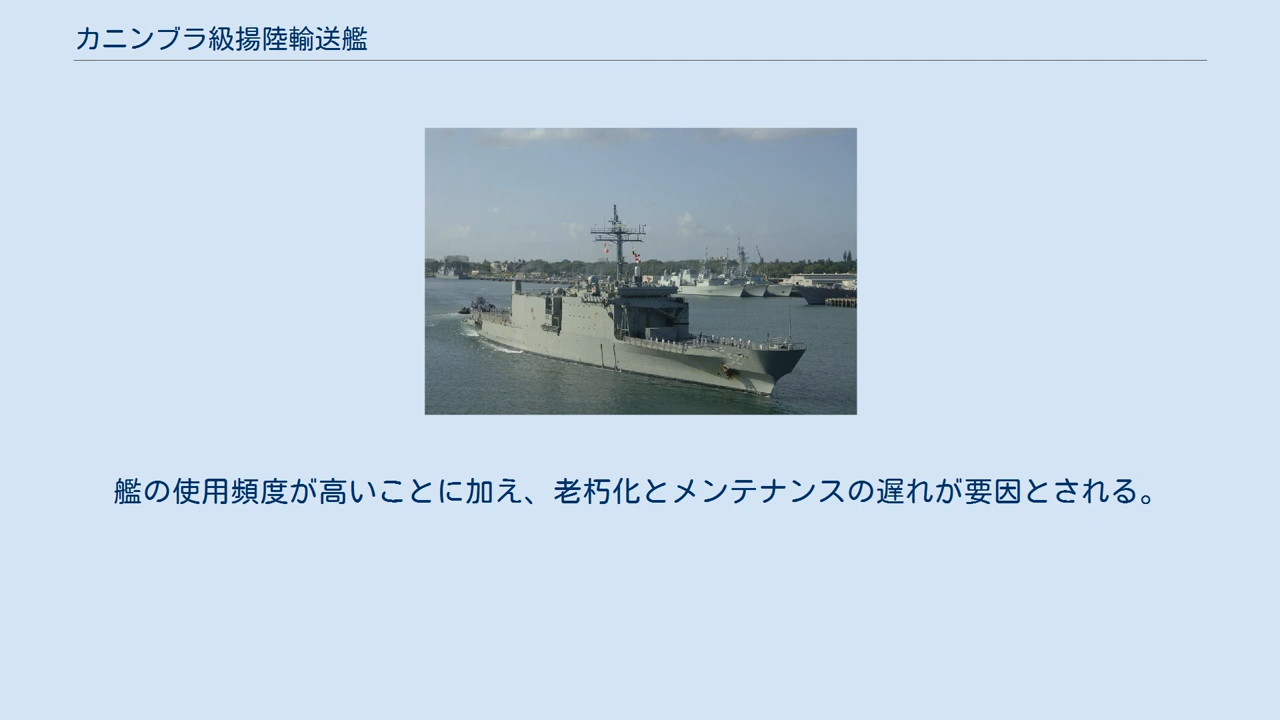 カニンブラ級揚陸輸送艦
艦の使用頻度が高いことに加え、老朽化とメンテナンスの遅れが要因とされる。